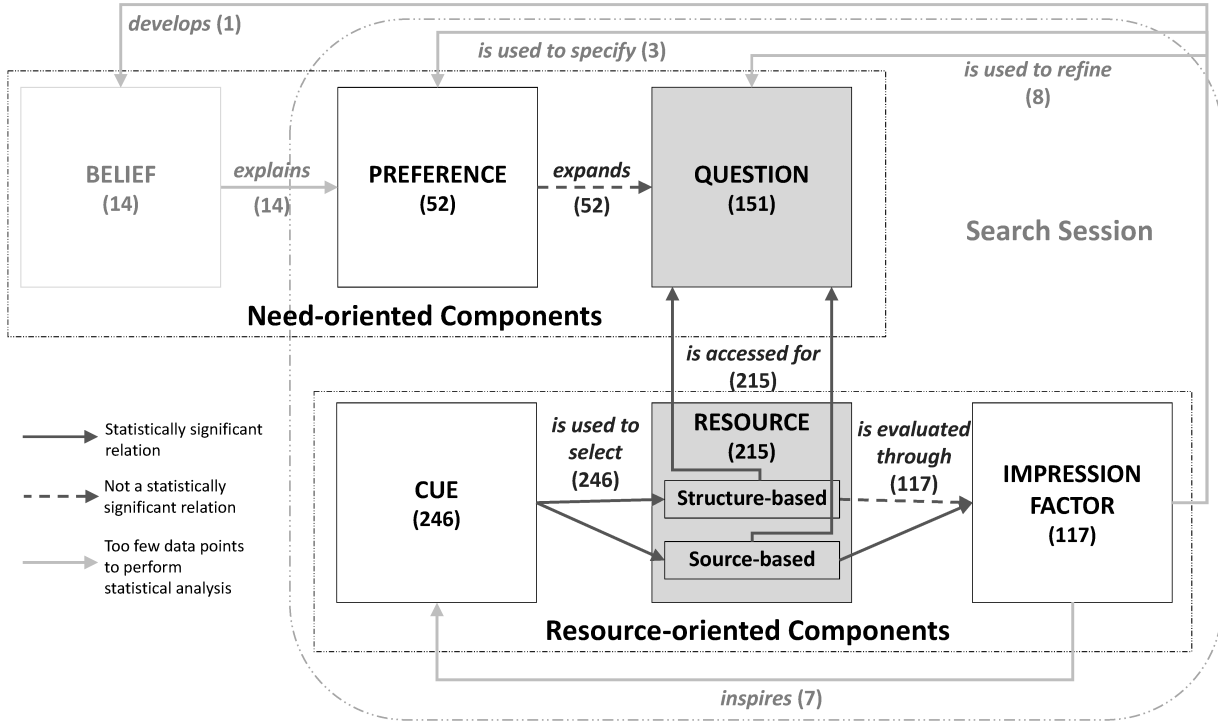 develops (1)
is used to specify (3)
is used to refine
(8)
BELIEF
(14)
explains
(14)
PREFERENCE
(52)
expands
(52)
QUESTION
(151)
Search Session
Need-oriented Components
is accessed for
(215)
Statistically significant
relation
Not a statistically
significant relation
Too few data points
to perform
statistical analysis
CUE
(246)
is used to
select
(246)
RESOURCE
(215)
Structure-based
Source-based
is evaluated
through
(117)
IMPRESSION
FACTOR
(117)
Resource-oriented Components
inspires (7)